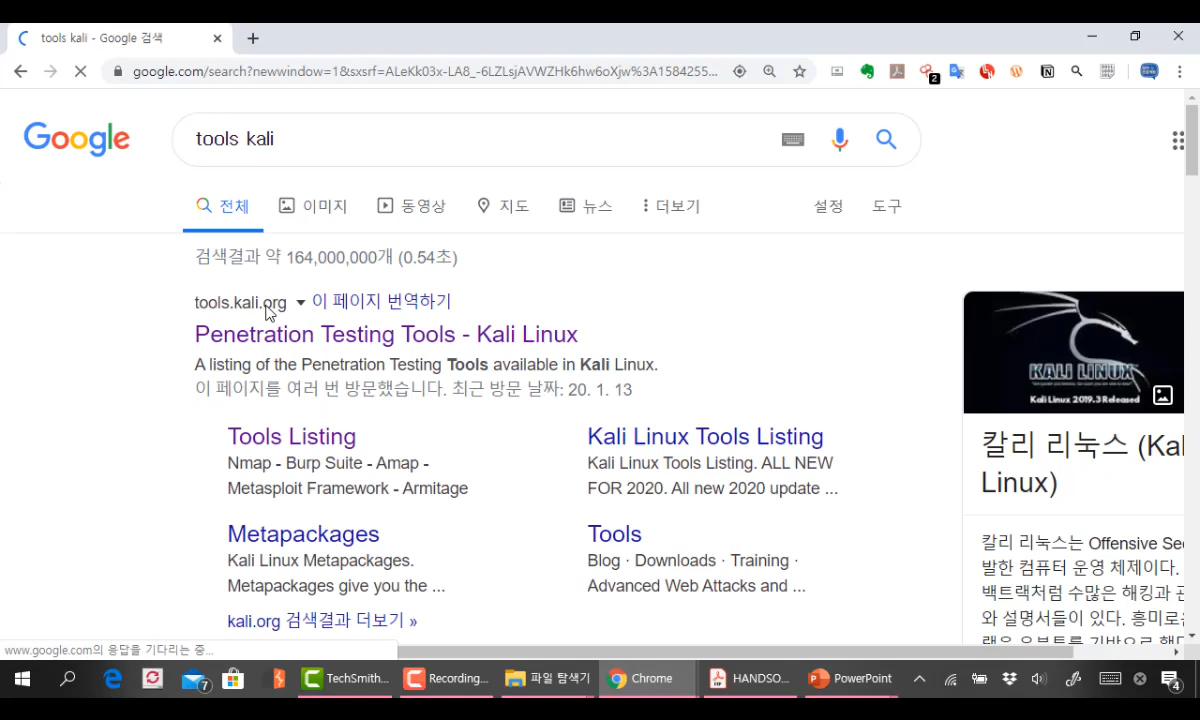 tools kali - Google 검색
google.com/search?newwindow=1&sxsrf=ALeKk03x-LA8_-6LZLsjAVWZHk6hw6oXjw%3A1584255...
2
Google
tools kali
전체 이미지 동영상 지도 뉴스 더보기 설정 도구
검색결과 약 164,000,000개 (0.54초)
tools.kali.org 이 페이지 번역하기
Penetration Testing Tools - Kali Linux
A listing of the Penetration Testing Tools available in Kali Linux.
이 페이지를 여러 번 방문했습니다. 최근 방문 날짜: 20. 1. 13
Tools Listing
Nmap - Burp Suite - Amap -
Metasploit Framework - Armitage
Kali Linux Tools Listing
Kali Linux Tools Listing. ALL NEW
FOR 2020. All new 2020 update ...
Metapackages
Kali Linux Metapackages.
Metapackages give you the ...
Tools
Blog · Downloads · Training ·
Advanced Web Attacks and ...
kali.org 검색결과 더보기 »
KALI LINUX
Kali Linux 2019.3 Released
칼리 리눅스 (Kal
Linux)
칼리 리눅스는 Offensive Sec
발한 컴퓨터 운영 체제이다.
백트랙처럼 수많은 해킹과 관
와 설명서들이 있다. 흥미로운
www.google.com의 응답을 기다리는 중...
7
TechSmith...
Recording...
파일 탐색기
Chrome
HANDSO...
PowerPoint
4